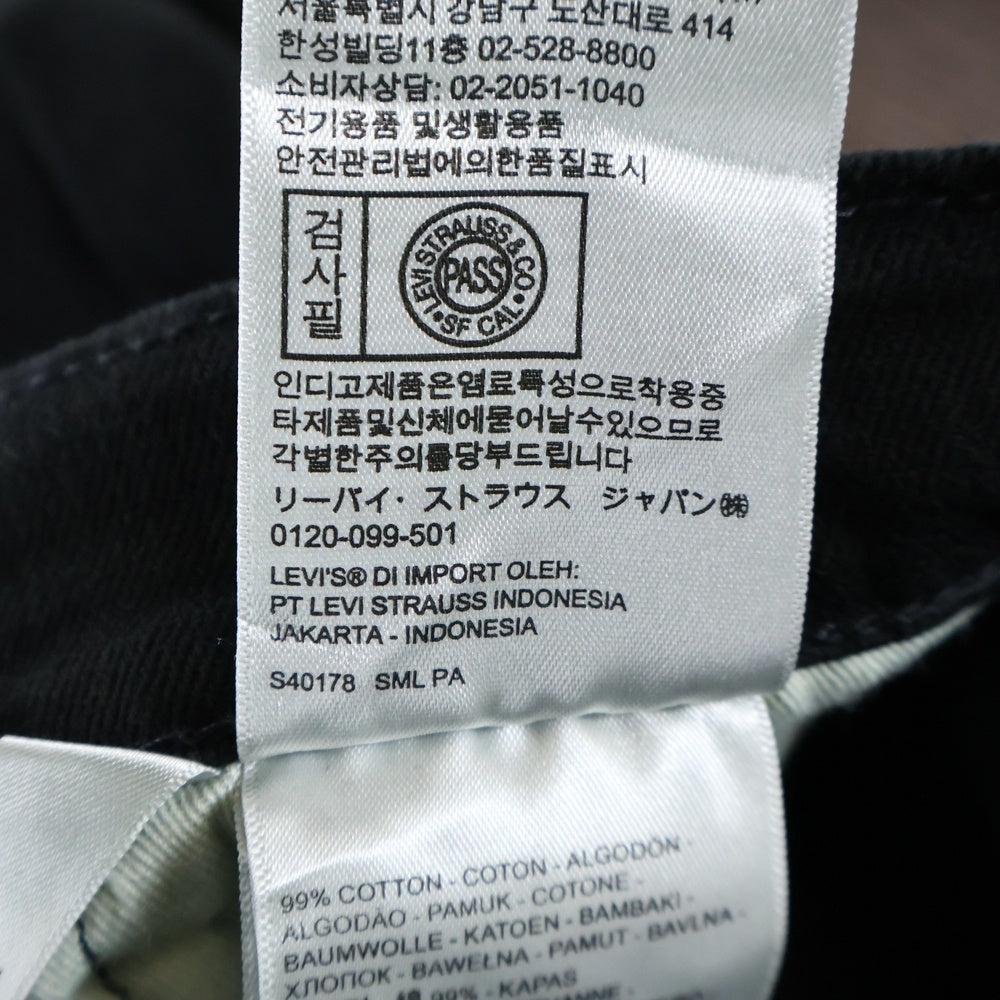 서울특별시 강남구 도산대로 414
한성빌딩11층 02-528-8800
소비자상담: 02-2051-1040
전기용품 및생활용품
안전관리법에의한품질표시
검사필
LEVI STRAUSS & CO • SF CAL •
PASS
인디고제품은염료특성으로착용중
타제품및신체에묻어날수있으므로
각별한주의를당부드립니다
リーバイ・ストラウス ジャパン㈱
0120-099-501
LEVI'S® DI IMPORT OLEH:
PT LEVI STRAUSS INDONESIA
JAKARTA - INDONESIA
S40178 SML PA
99% COTTON - COTON - ALGODÓN -
ALGODÃO - PAMUK - COTONE -
BAUMWOLLE - KATOEN - BAMBAKI -
ХЛОПОК - BAWEŁNA - PAMUT - BAVLNA -
綿 99% - KAPAS